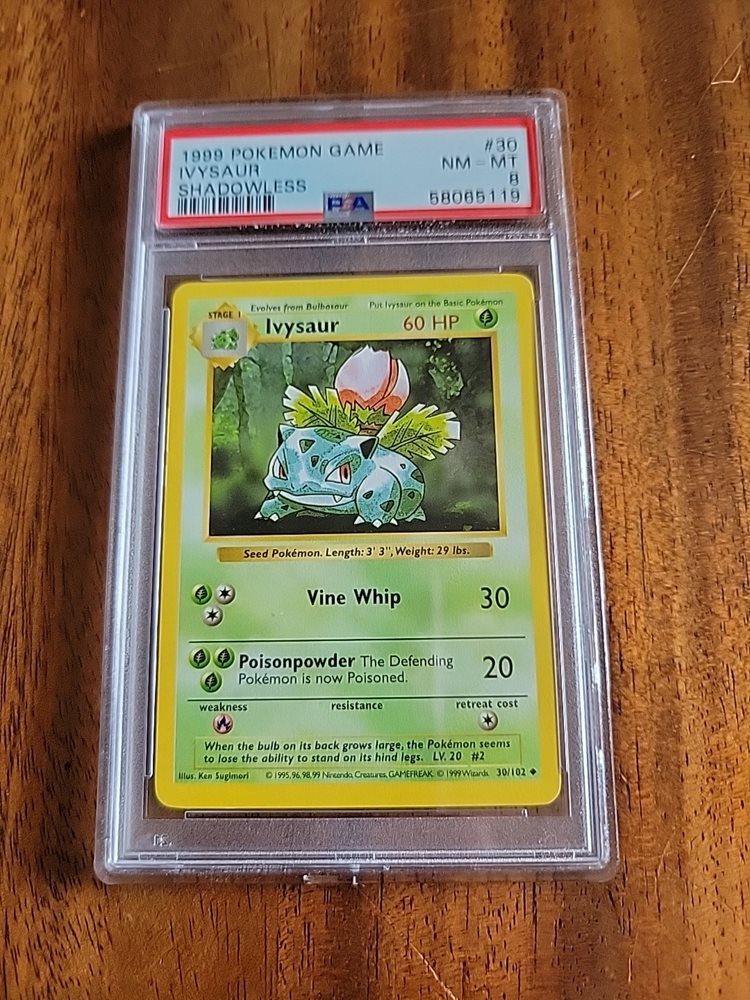 1999 POKEMON GAME #30
IVYSAUR NM - MT
SHADOWLESS 8
PSA 58065119
STAGE 1 Evolves from Bulbasaur Put Ivysaur on the Basic Pokémon
Ivysaur 60 HP
Seed Pokémon. Length: 3' 3", Weight: 29 lbs.
Vine Whip 30
Poisonpowder The Defending
Pokémon is now Poisoned. 20
weakness resistance retreat cost
When the bulb on its back grows large, the Pokémon seems
to lose the ability to stand on its hind legs. LV. 20 #2
Illus. Ken Sugimori © 1995, 96, 98, 99 Nintendo, Creatures, GAMEFREAK. © 1999 Wizards. 30/102